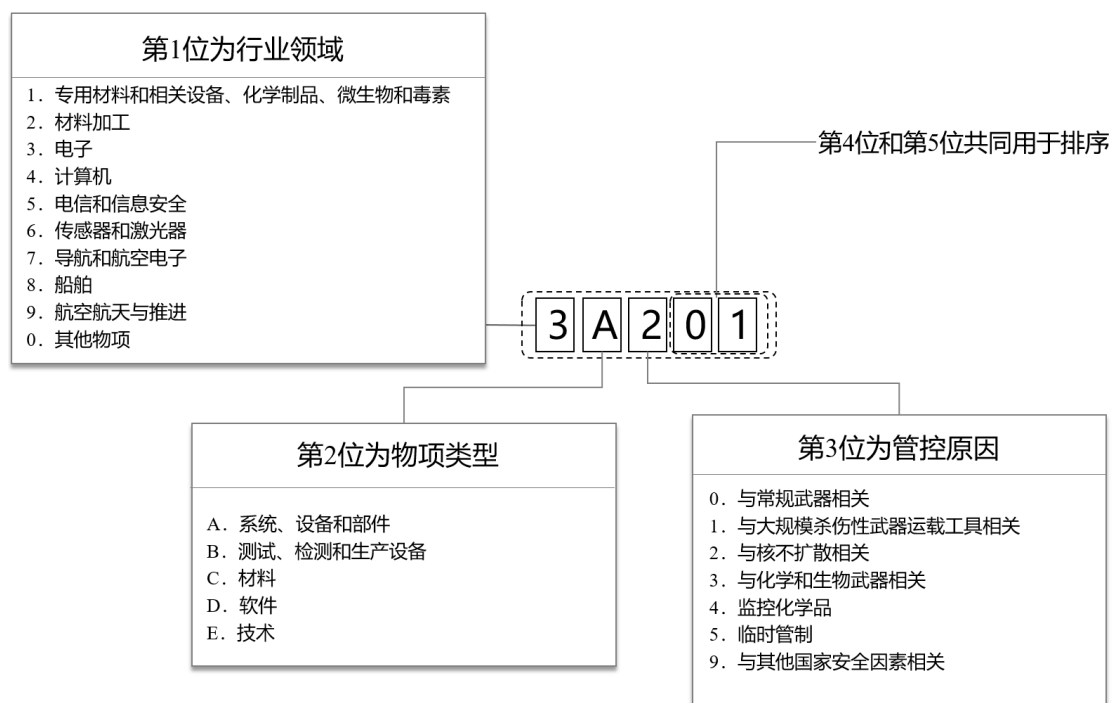 第1位为行业领域
1. 专用材料和相关设备、化学制品、微生物和毒素
2. 材料加工
3. 电子
4. 计算机
5. 电信和信息安全
6. 传感器和激光器
7. 导航和航空电子
8. 船舶
9. 航空航天与推进
0. 其他物项
第4位和第5位共同用于排序
3 A 2 0 1
第2位为物项类型
A. 系统、设备和部件
B. 测试、检测和生产设备
C. 材料
D. 软件
E. 技术
第3位为管控原因
0. 与常规武器相关
1. 与大规模杀伤性武器运载工具相关
2. 与核不扩散相关
3. 与化学和生物武器相关
4. 监控化学品
5. 临时管制
9. 与其他国家安全因素相关